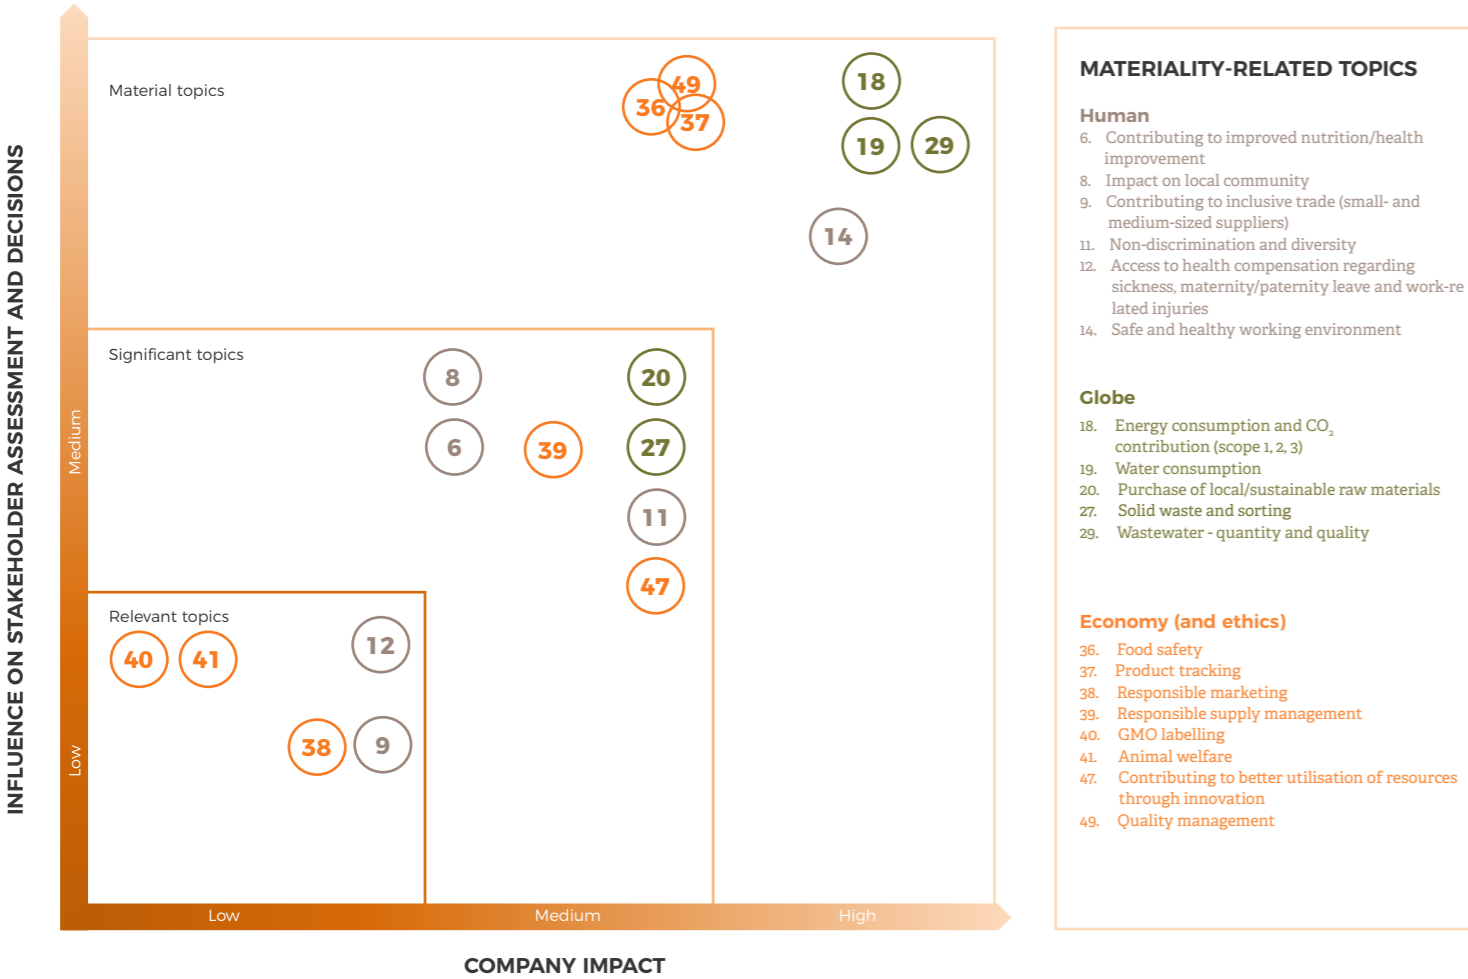 INFLUENCE ON STAKEHOLDER ASSESSMENT AND DECISIONS
Medium
Low
Material topics
49
36
37
18
19
29
14
Significant topics
8
20
6
39
27
11
47
Relevant topics
40
41
12
38
9
Low
Medium
High
COMPANY IMPACT
MATERIALITY-RELATED TOPICS
Human
6. Contributing to improved nutrition/health
improvement
8. Impact on local community
9. Contributing to inclusive trade (small- and
medium-sized suppliers)
11. Non-discrimination and diversity
12. Access to health compensation regarding
sickness, maternity/paternity leave and work-re
lated injuries
14. Safe and healthy working environment
Globe
18. Energy consumption and CO₂
contribution (scope 1, 2, 3)
19. Water consumption
20. Purchase of local/sustainable raw materials
27. Solid waste and sorting
29. Wastewater - quantity and quality
Economy (and ethics)
36. Food safety
37. Product tracking
38. Responsible marketing
39. Responsible supply management
40. GMO labelling
41. Animal welfare
47. Contributing to better utilisation of resources
through innovation
49. Quality management